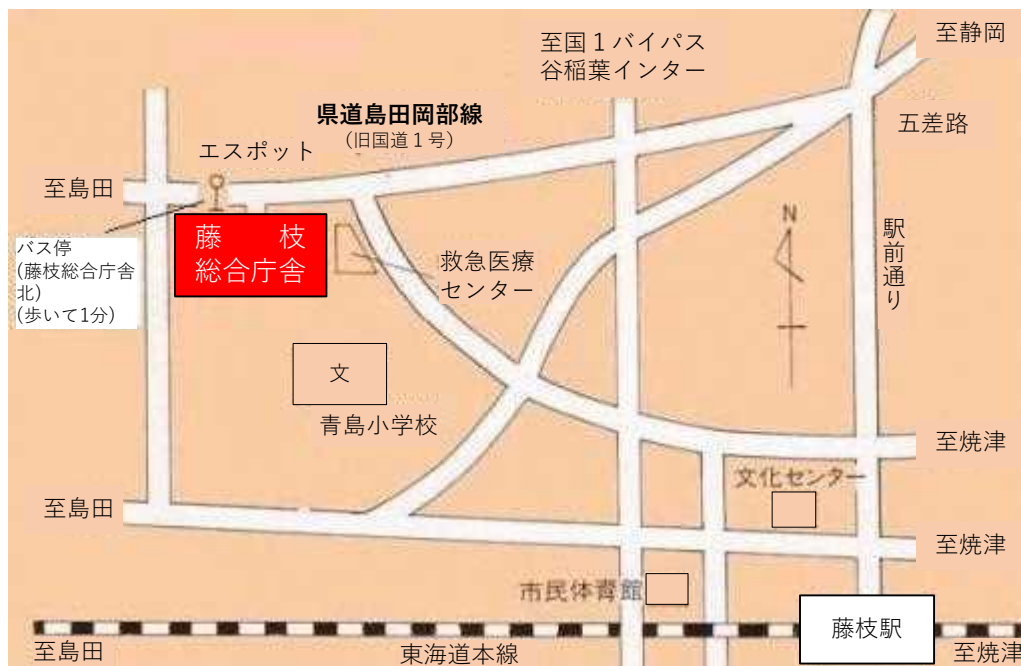 至国１バイパス
谷稲葉インター
至静岡
県道島田岡部線
(旧国道１号)
五差路
エスポット
至島田
バス停
(藤枝総合庁舎
北)
(歩いて1分)
藤　枝
総合庁舎
N
駅前通り
救急医療
センター
文
青島小学校
至焼津
文化センター
至島田
至焼津
市民体育館
藤枝駅
至島田
東海道本線
至焼津